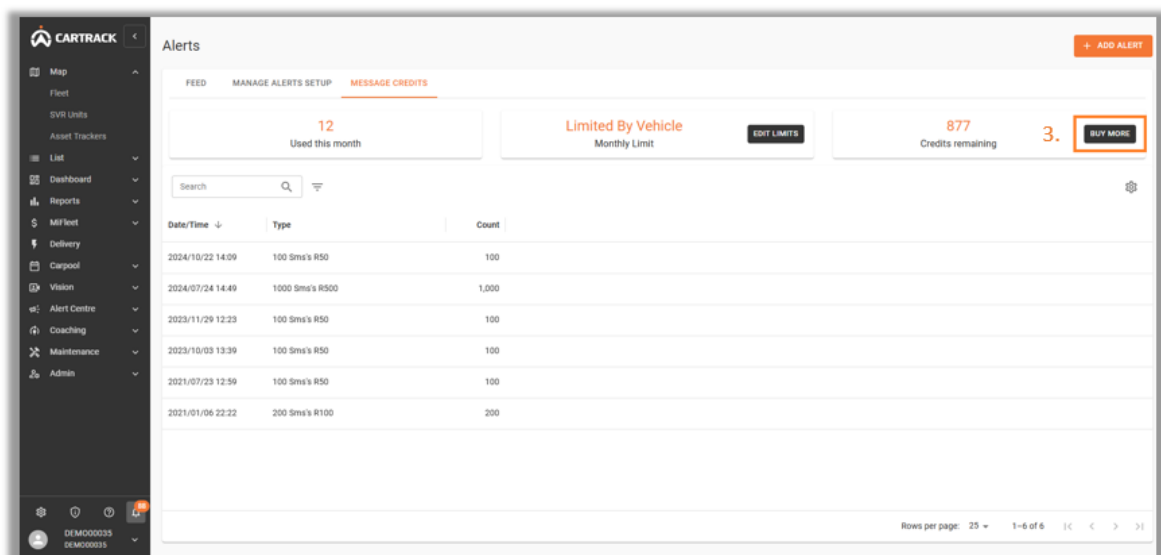 CARTRACK
Map
Fleet
SVR Units
Asset Trackers
List
Dashboard
Reports
MiFleet
Delivery
Carpool
Vision
Alert Centre
Coaching
Maintenance
Admin
DEMO00035
DEMO00035
Alerts
+ ADD ALERT
FEED MANAGE ALERTS SETUP MESSAGE CREDITS
12
Used this month
Limited By Vehicle
Monthly Limit
EDIT LIMITS
877
Credits remaining
3.
BUY MORE
Search
Date/Time Type Count
2024/10/22 14:09 100 Sms's R50 100
2024/07/24 14:49 1000 Sms's R500 1,000
2023/11/29 12:23 100 Sms's R50 100
2023/10/03 13:39 100 Sms's R50 100
2021/07/23 12:59 100 Sms's R50 100
2021/01/06 22:22 200 Sms's R100 200
Rows per page: 25 1–6 of 6